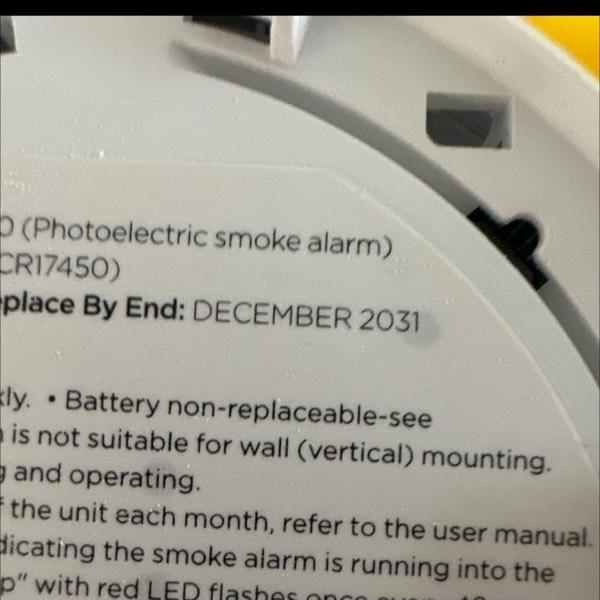 (Photoelectric smoke alarm)
CR17450)
place By End: DECEMBER 2031
kly. • Battery non-replaceable-see
is not suitable for wall (vertical) mounting.
g and operating.
f the unit each month, refer to the user manual.
dicating the smoke alarm is running into the
p" with red LED flashes once